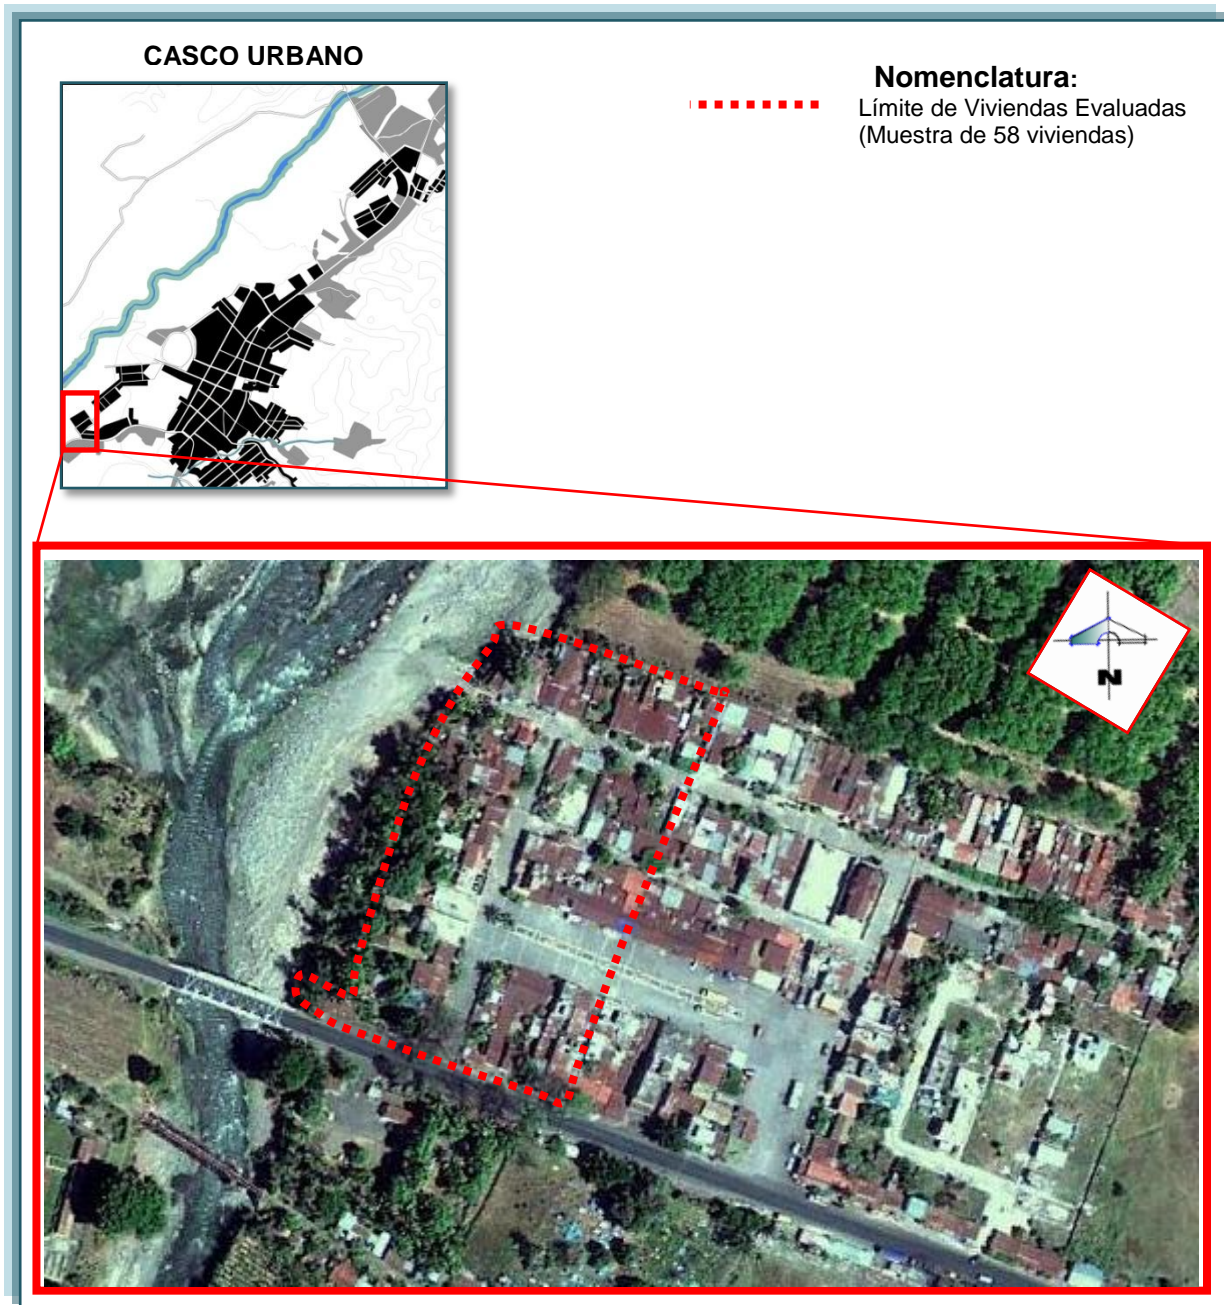 CASCO URBANO
Nomenclatura:
Límite de Viviendas Evaluadas
(Muestra de 58 viviendas)
N